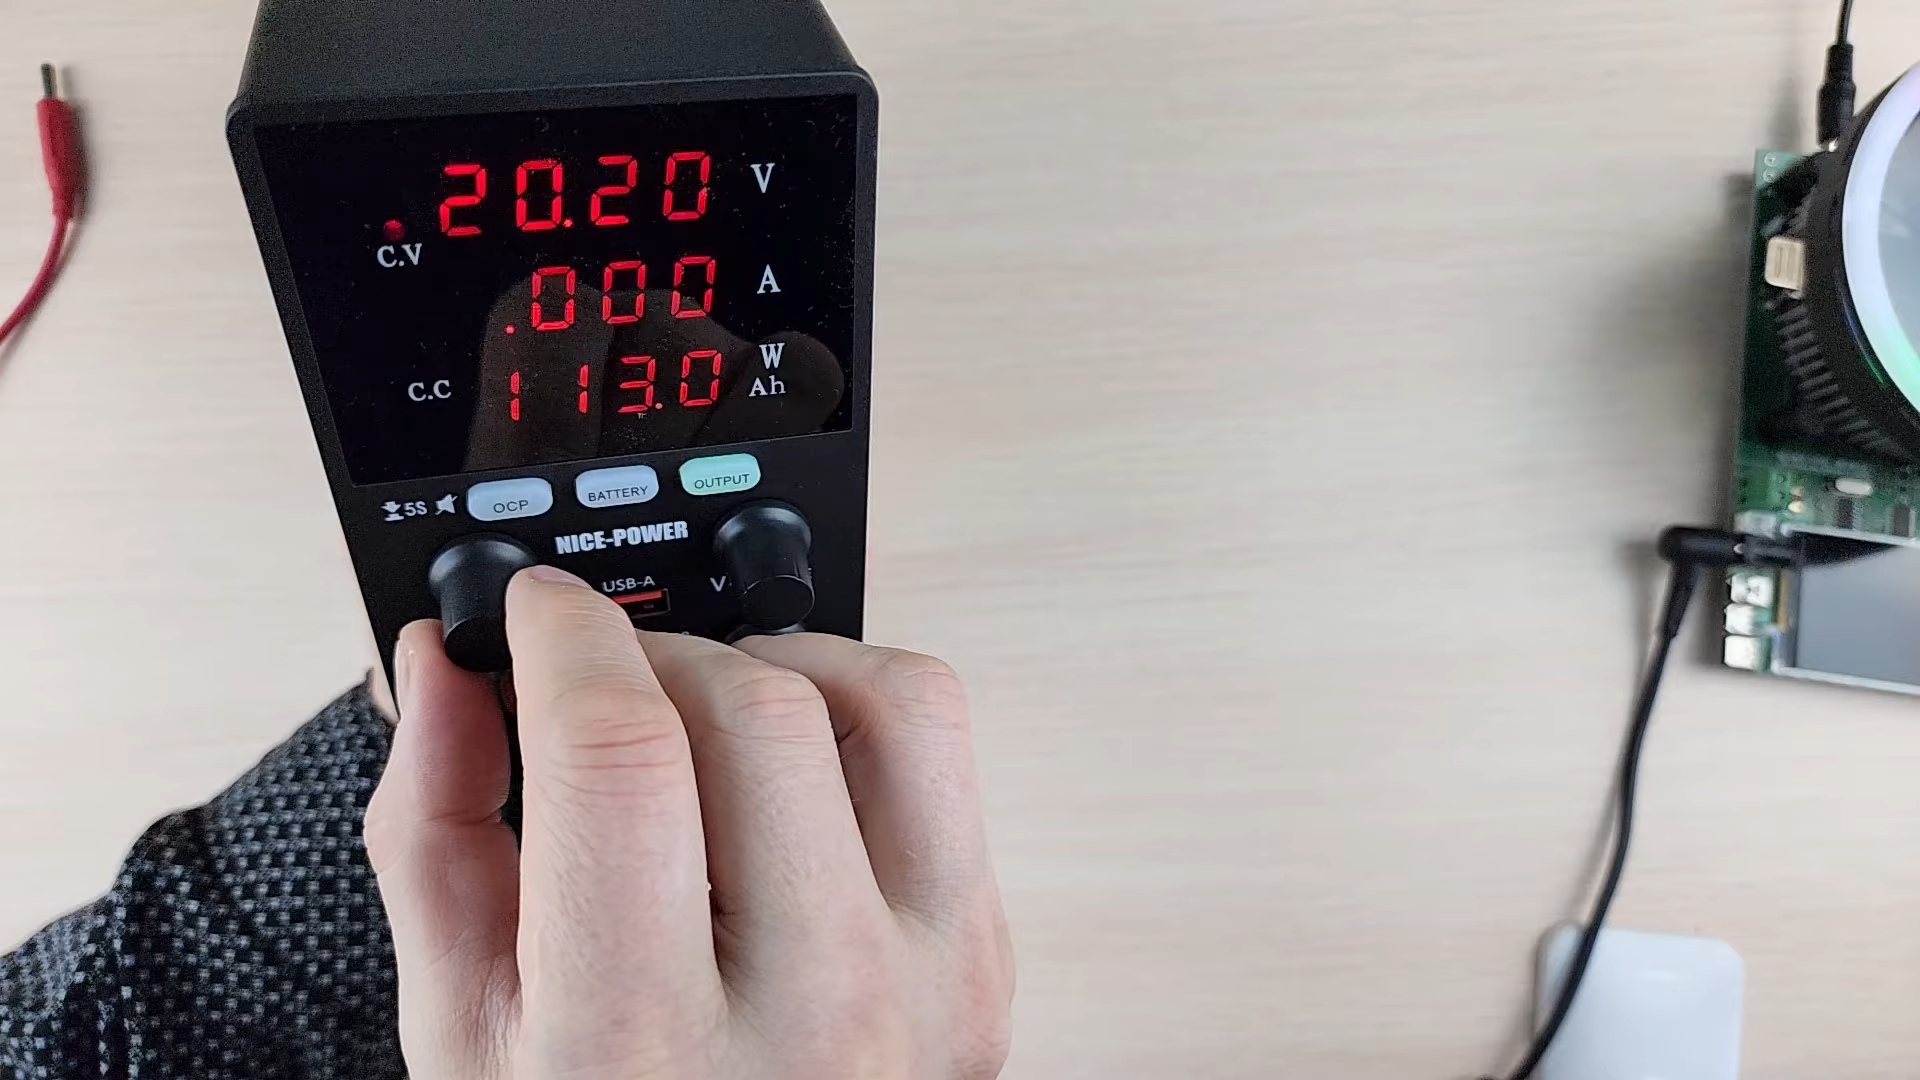 20.20 V
C.V
.000 A
C.C 113.0 W
Ah
5S OCP BATTERY OUTPUT
NICE-POWER
USB-A
V